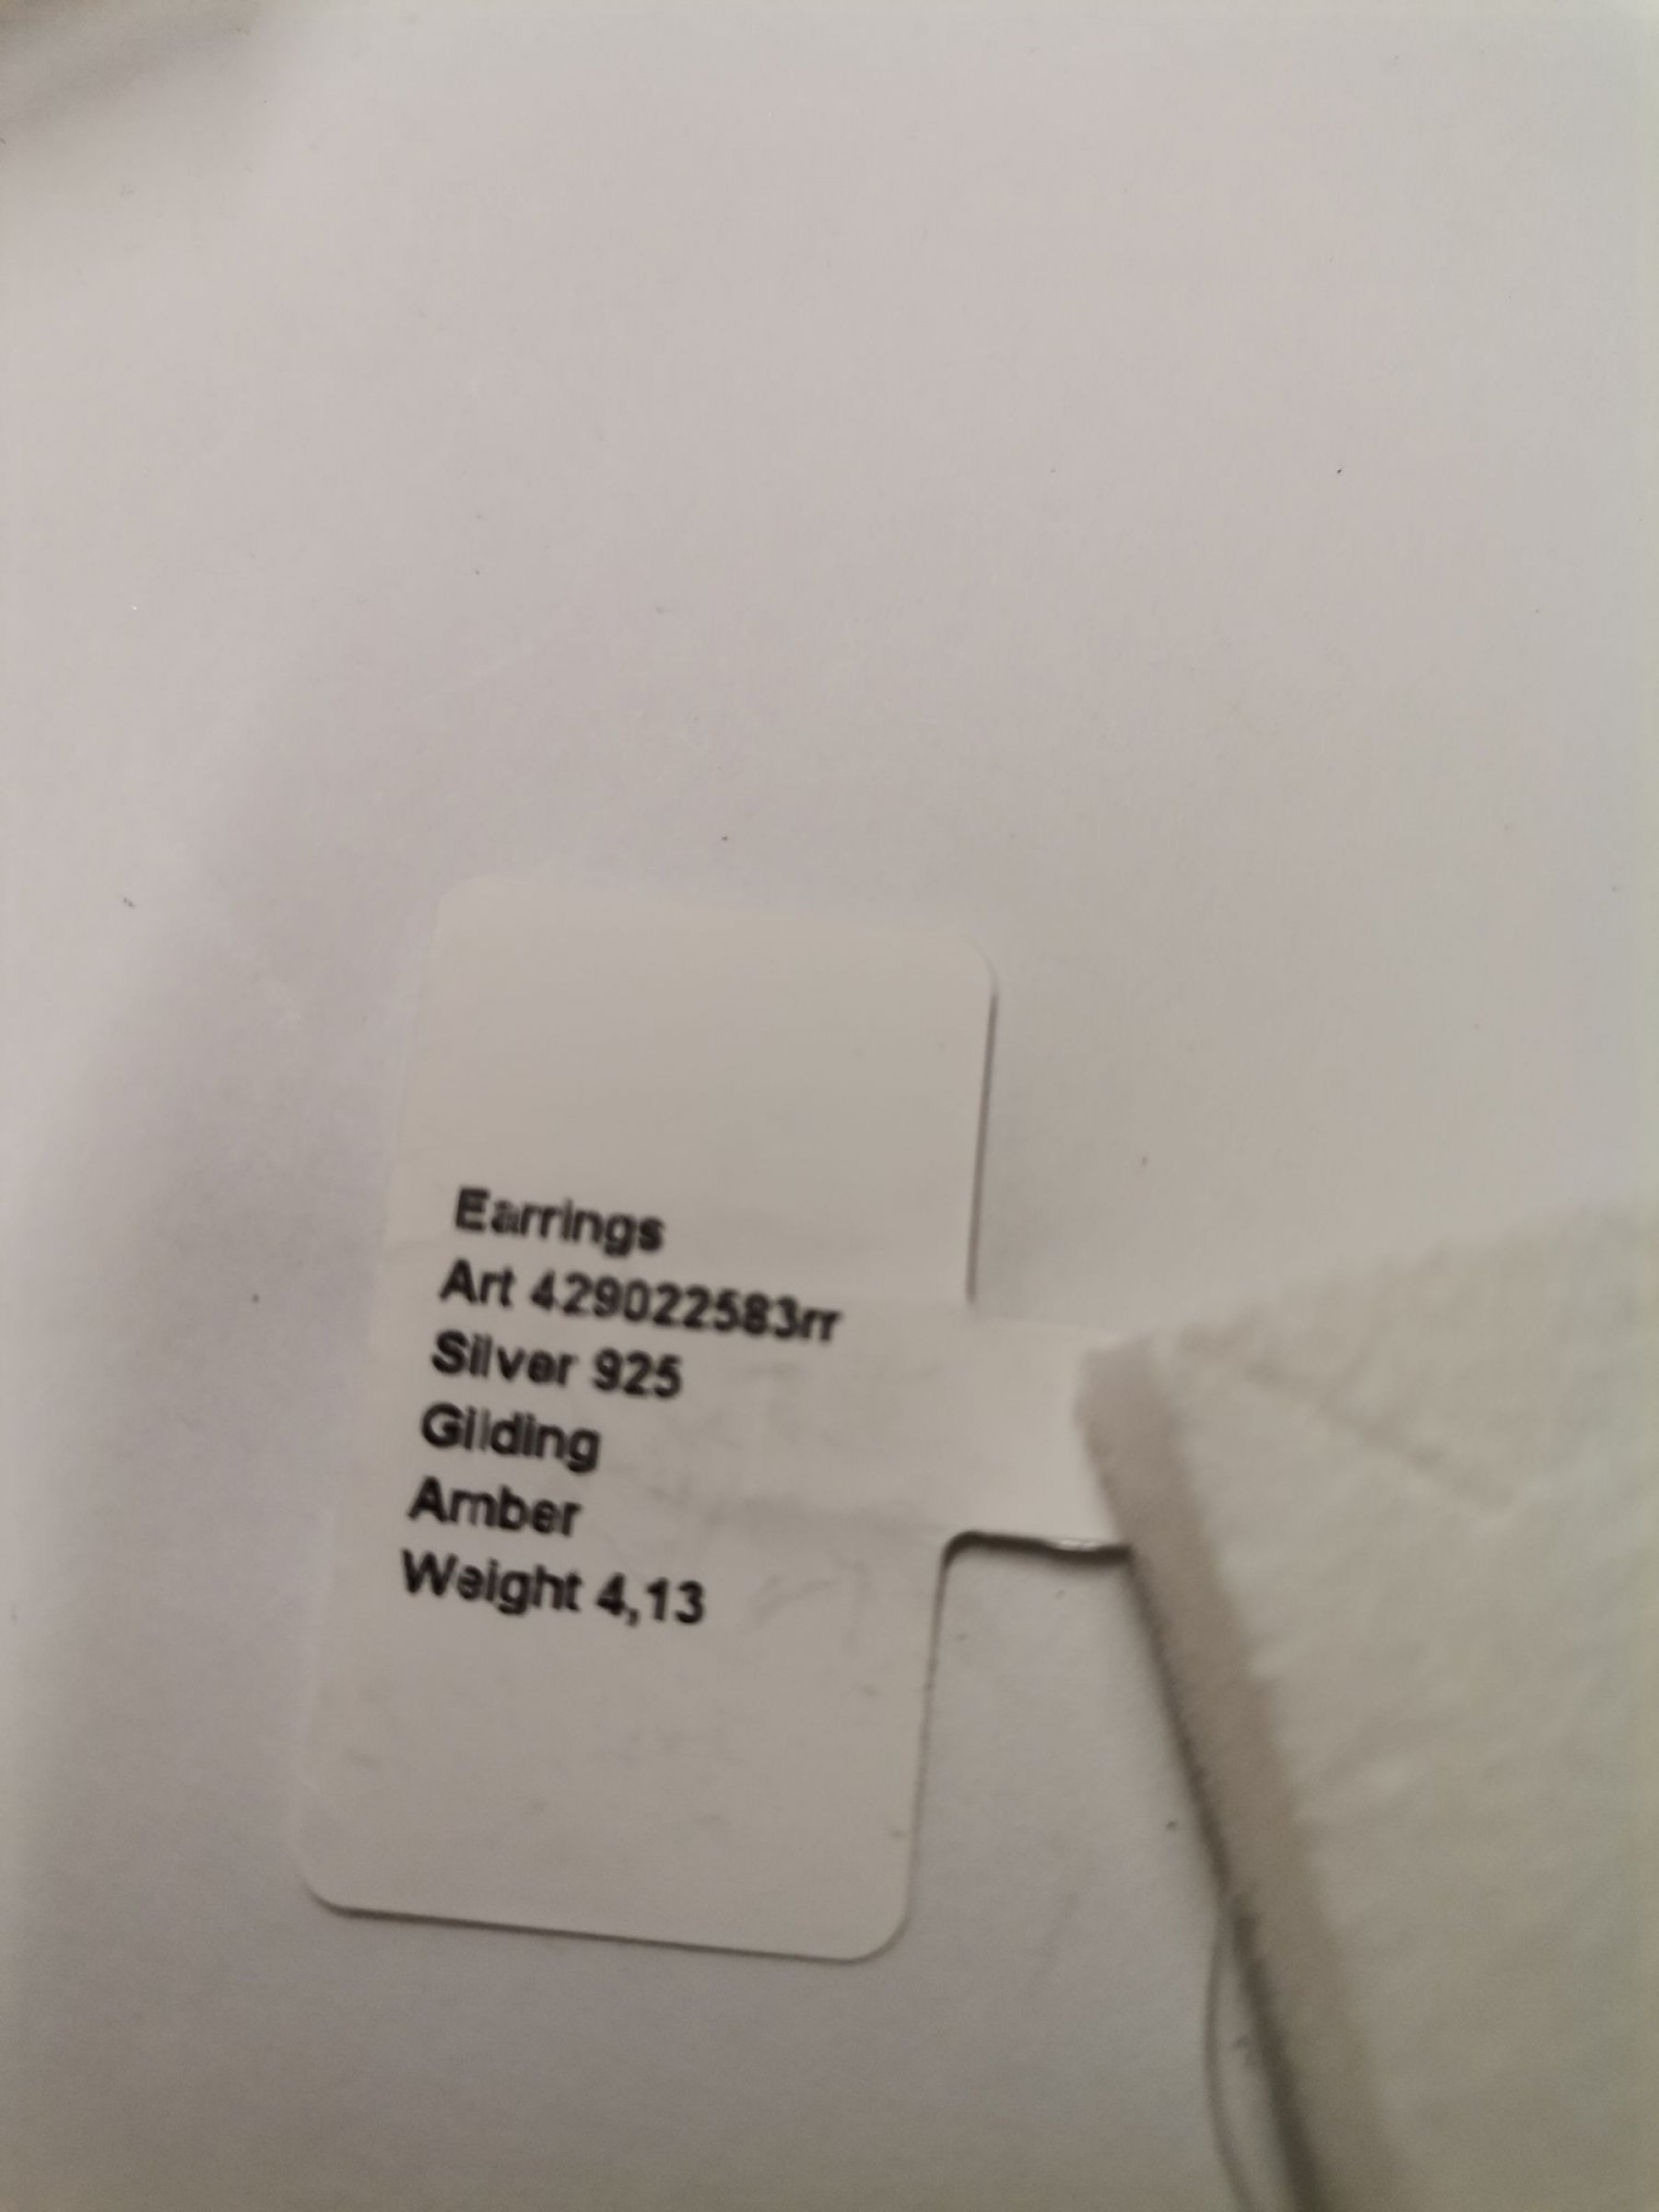 Earrings
Art 429022583rr
Silver 925
Gilding
Amber
Weight 4,13